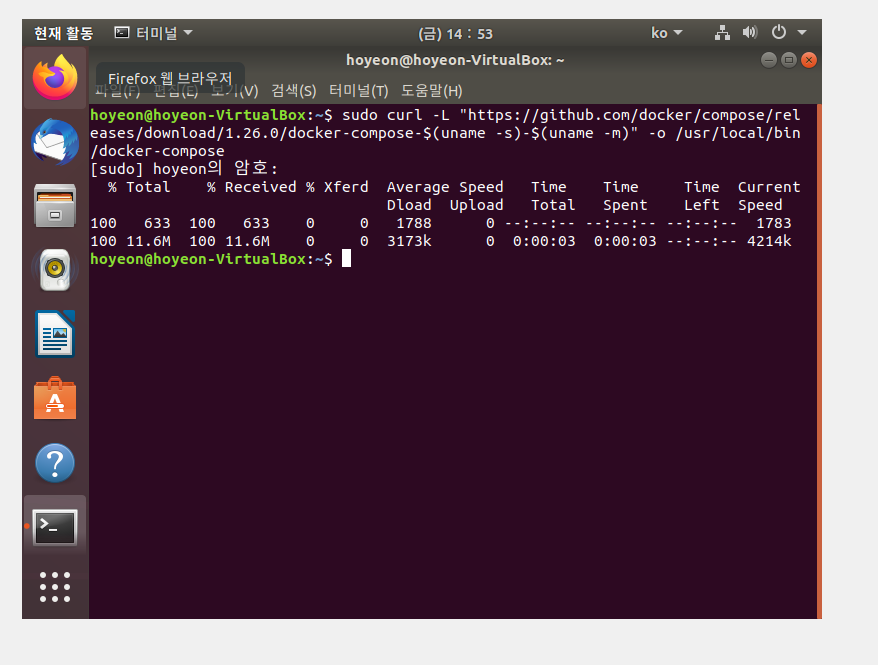 현재 활동 터미널 (금) 14 : 53 ko
hoyeon@hoyeon-VirtualBox: ~
Firefox 웹 브라우저
파일(F) 편집(E) 보기(V) 검색(S) 터미널(T) 도움말(H)
hoyeon@hoyeon-VirtualBox:~$ sudo curl -L "https://github.com/docker/compose/rel
eases/download/1.26.0/docker-compose-$(uname -s)-$(uname -m)" -o /usr/local/bin
/docker-compose
[sudo] hoyeon의 암호:
% Total % Received % Xferd Average Speed Time Time Time Current
Dload Upload Total Spent Left Speed
100 633 100 633 0 0 1788 0 --:--:-- --:--:-- --:--:-- 1783
100 11.6M 100 11.6M 0 0 3173k 0 0:00:03 0:00:03 --:--:-- 4214k
hoyeon@hoyeon-VirtualBox:~$